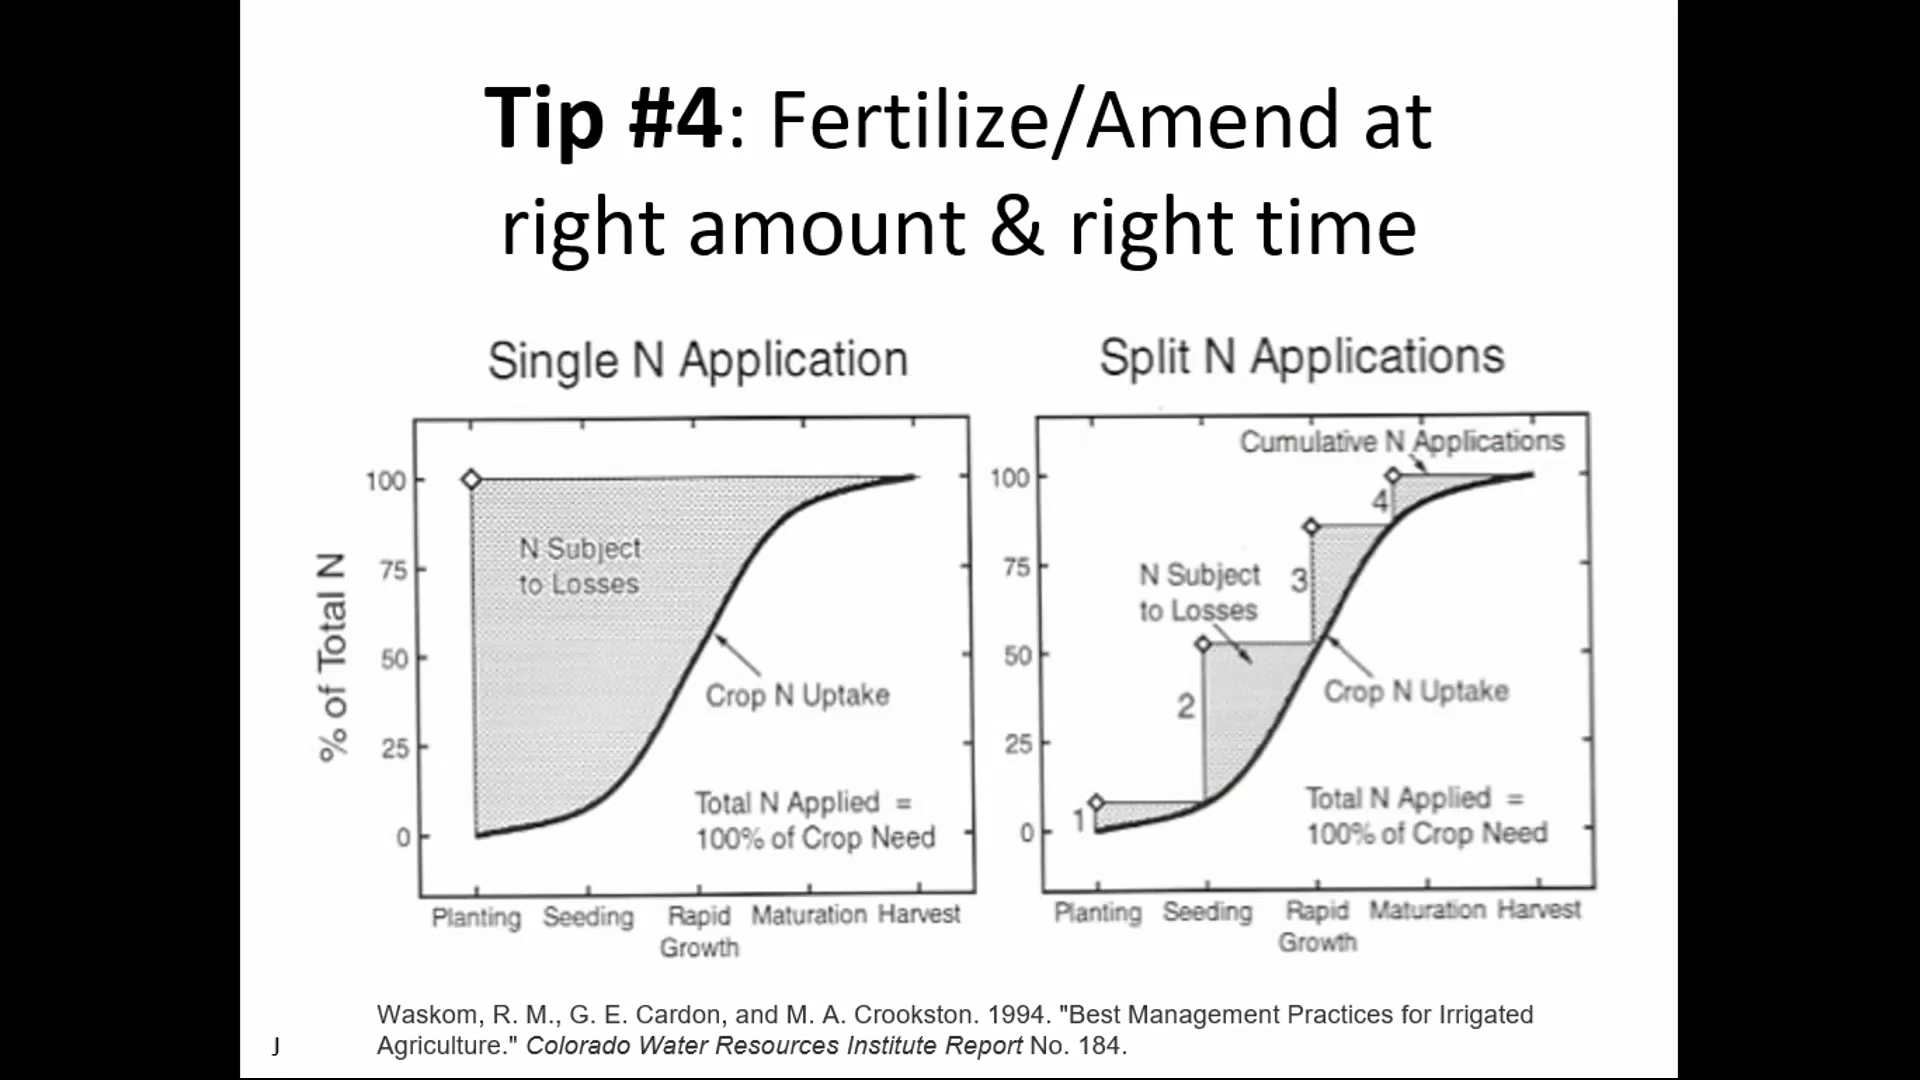 Tip #4: Fertilize/Amend at
right amount & right time
Single N Application
% of Total N
100
75
50
25
0
N Subject
to Losses
Crop N Uptake
Total N Applied =
100% of Crop Need
Planting Seeding Rapid Maturation Harvest
Growth
Split N Applications
100
75
50
25
0
Cumulative N Applications
4
N Subject
to Losses
3
2
Crop N Uptake
1
Total N Applied =
100% of Crop Need
Planting Seeding Rapid Maturation Harvest
Growth
Waskom, R. M., G. E. Cardon, and M. A. Crookston. 1994. "Best Management Practices for Irrigated
Agriculture." Colorado Water Resources Institute Report No. 184.
J